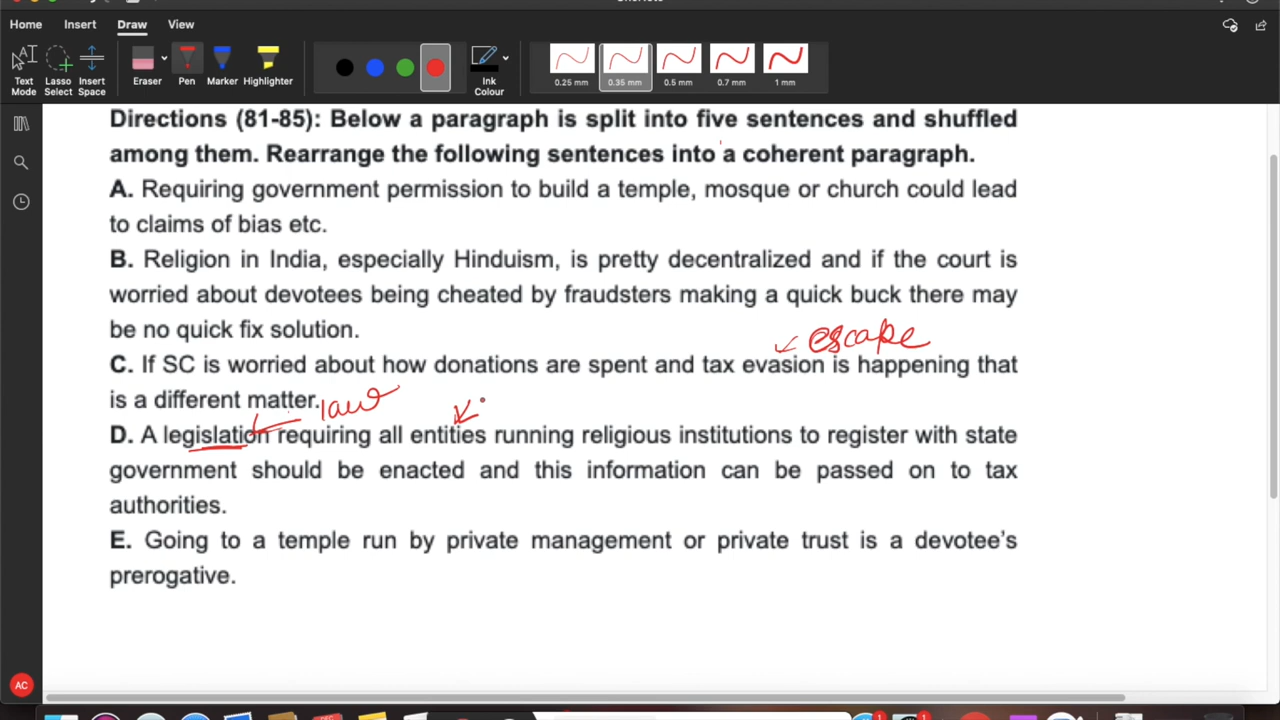 Home Insert Draw View
Text Mode Lasso Select Insert Space Eraser Pen Marker Highlighter Ink Colour 0.25 mm 0.35 mm 0.5 mm 0.7 mm 1 mm
Directions (81-85): Below a paragraph is split into five sentences and shuffled
among them. Rearrange the following sentences into a coherent paragraph.
A. Requiring government permission to build a temple, mosque or church could lead
to claims of bias etc.
B. Religion in India, especially Hinduism, is pretty decentralized and if the court is
worried about devotees being cheated by fraudsters making a quick buck there may
be no quick fix solution.
escape
C. If SC is worried about how donations are spent and tax evasion is happening that
is a different matter.
law
D. A legislation requiring all entities running religious institutions to register with state
government should be enacted and this information can be passed on to tax
authorities.
E. Going to a temple run by private management or private trust is a devotee's
prerogative.
AC